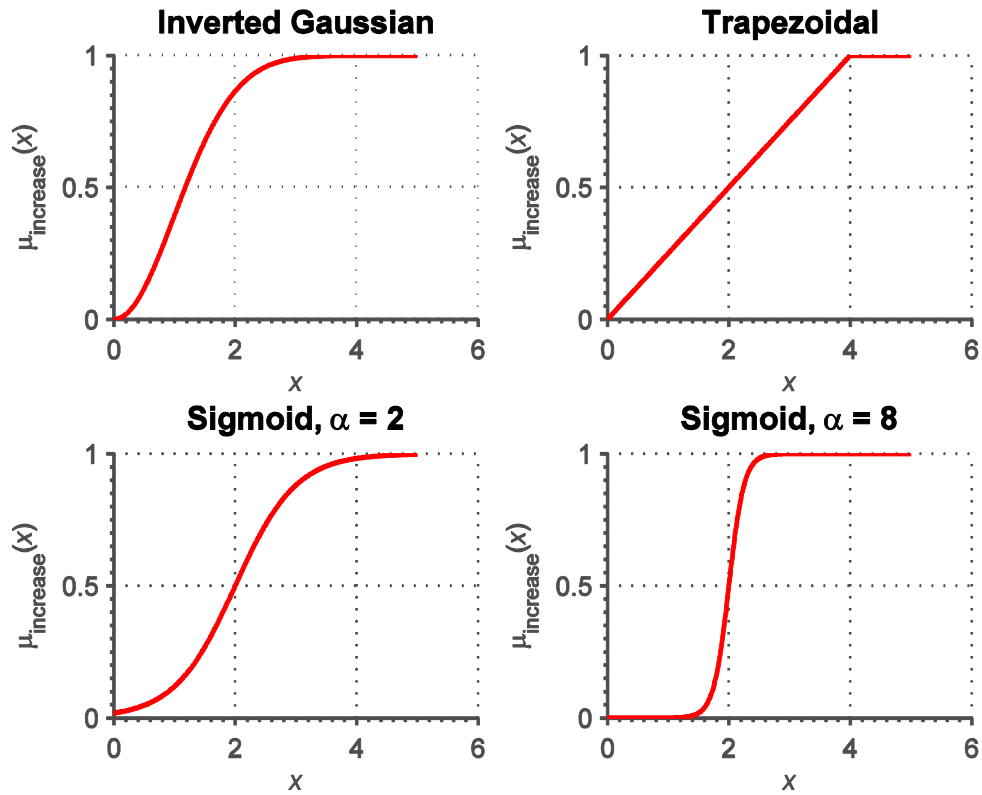 Inverted Gaussian
1
0.5
0
μincrease(x)
0
2
4
6
x
Trapezoidal
1
0.5
0
μincrease(x)
0
2
4
6
x
Sigmoid, α = 2
1
0.5
0
μincrease(x)
0
2
4
6
x
Sigmoid, α = 8
1
0.5
0
μincrease(x)
0
2
4
6
x